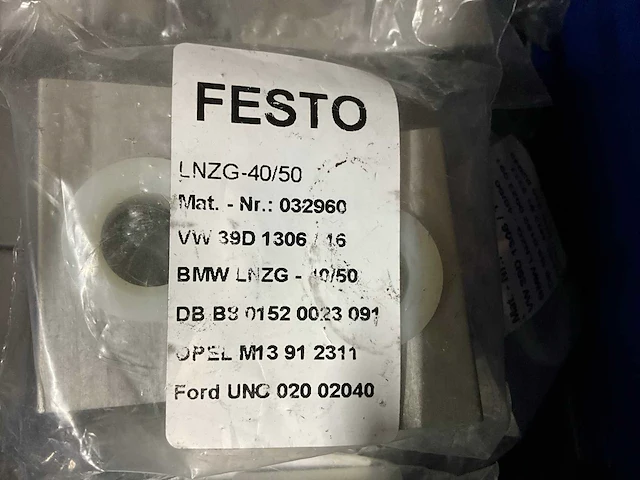 FESTO
LNZG-40/50
Mat. - Nr.: 032960
VW 39D 1306 / 16
BMW LNZG - 40/50
DB BS 0152 0023 091
OPEL M13 91 2311
Ford UNC 020 02040